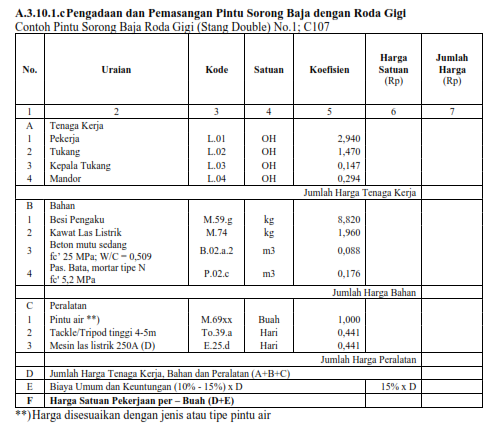 A.3.10.1.c Pengadaan dan Pemasangan Pintu Sorong Baja dengan Roda Gigi
Contoh Pintu Sorong Baja Roda Gigi (Stang Double) No.1; C107
No. Uraian Kode Satuan Koefisien Harga Satuan (Rp) Jumlah Harga (Rp)
1 2 3 4 5 6 7
A Tenaga Kerja
1 Pekerja L.01 OH 2,940
2 Tukang L.02 OH 1,470
3 Kepala Tukang L.03 OH 0,147
4 Mandor L.04 OH 0,294
Jumlah Harga Tenaga Kerja
B Bahan
1 Besi Pengaku M.59.g kg 8,820
2 Kawat Las Listrik M.74 kg 1,960
3 Beton mutu sedang fc' 25 MPa; W/C = 0,509 B.02.a.2 m3 0,088
4 Pas. Bata, mortar tipe N fc' 5,2 MPa P.02.c m3 0,176
Jumlah Harga Bahan
C Peralatan
1 Pintu air **) M.69xx Buah 1,000
2 Tackle/Tripod tinggi 4-5m To.39.a Hari 0,441
3 Mesin las listrik 250A (D) E.25.d Hari 0,441
Jumlah Harga Peralatan
D Jumlah Harga Tenaga Kerja, Bahan dan Peralatan (A+B+C)
E Biaya Umum dan Keuntungan (10% - 15%) x D 15% x D
F Harga Satuan Pekerjaan per – Buah (D+E)
**)Harga disesuaikan dengan jenis atau tipe pintu air